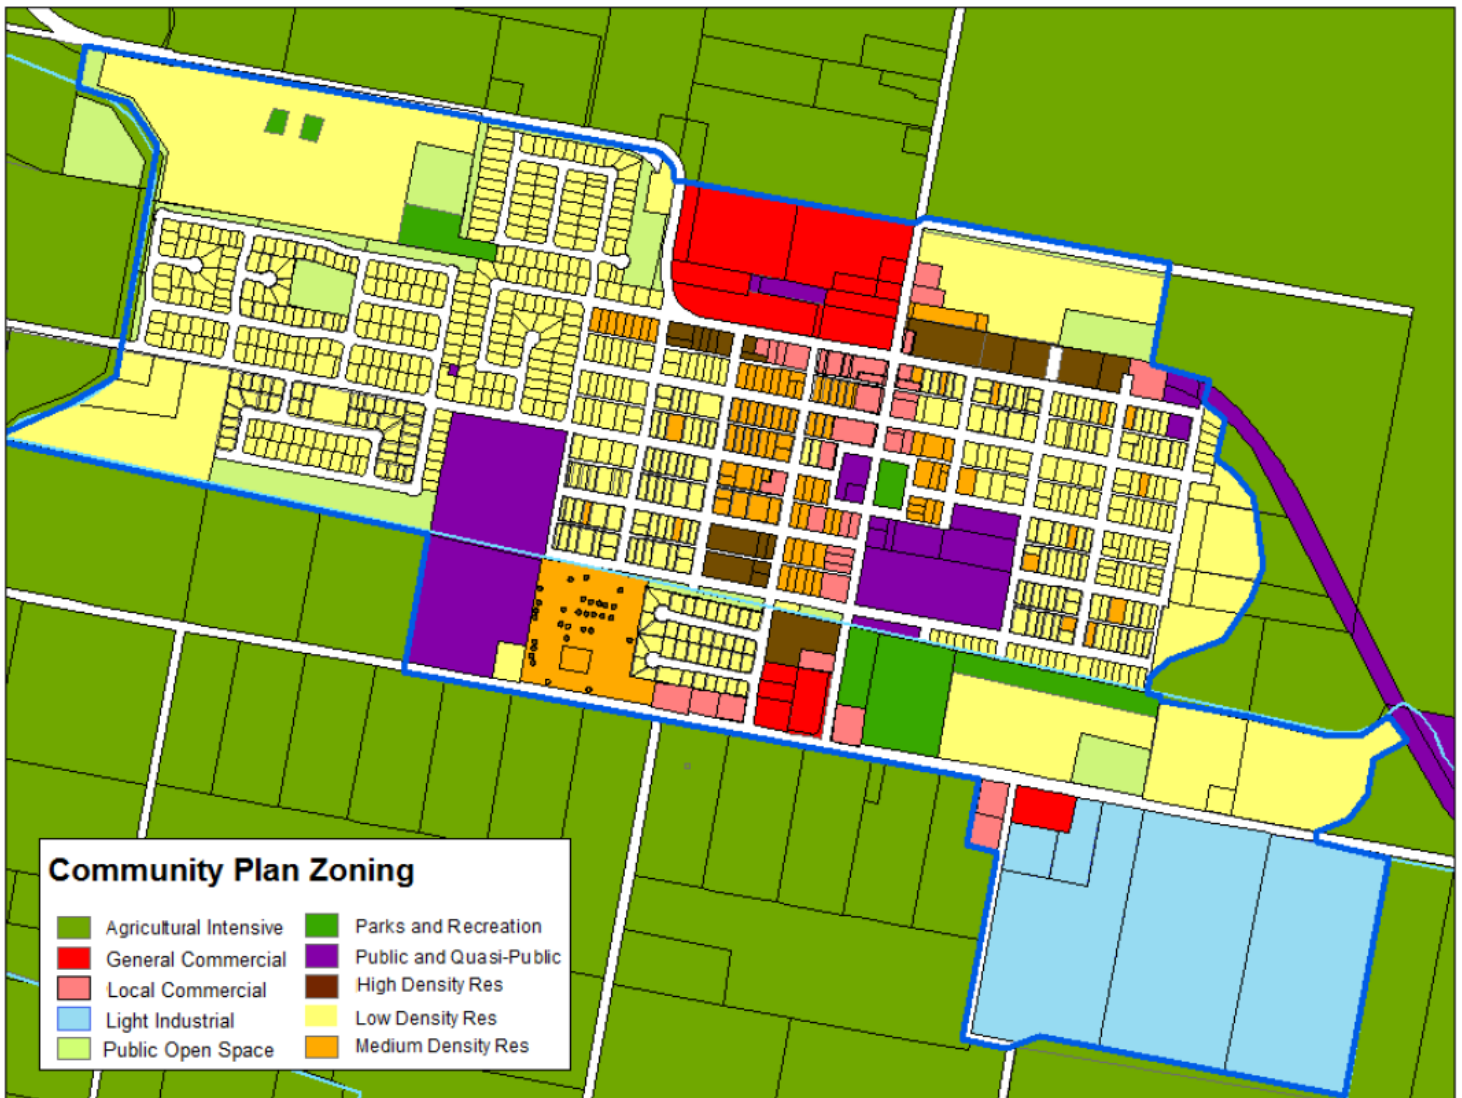 Community Plan Zoning
Agricultural Intensive
Parks and Recreation
General Commercial
Public and Quasi-Public
Local Commercial
High Density Res
Light Industrial
Low Density Res
Public Open Space
Medium Density Res